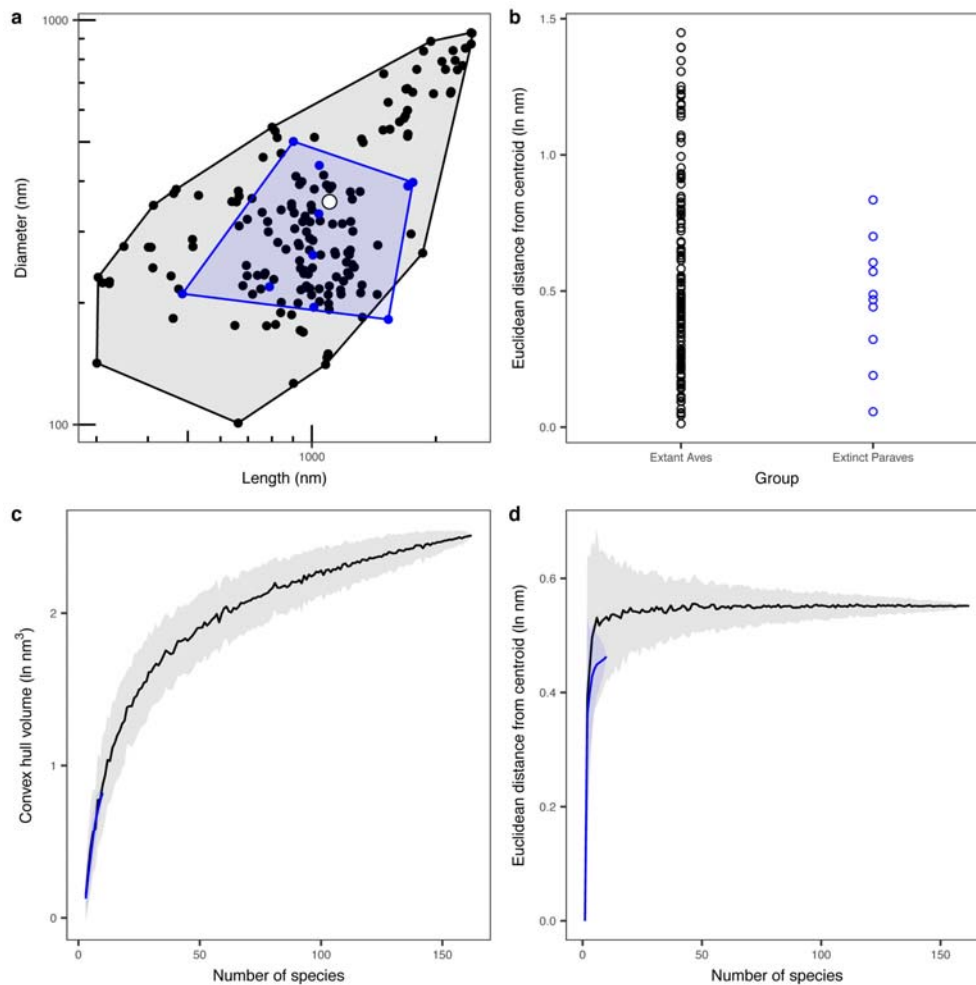 a
1000
100
Diameter (nm)
1000
Length (nm)
b
1.5
1.0
0.5
0.0
Euclidean distance from centroid (ln nm)
Extant Aves
Extinct Paraves
Group
c
2
1
0
Convex hull volume (ln nm³)
0
50
100
150
Number of species
d
0.6
0.4
0.2
0.0
Euclidean distance from centroid (ln nm)
0
50
100
150
Number of species